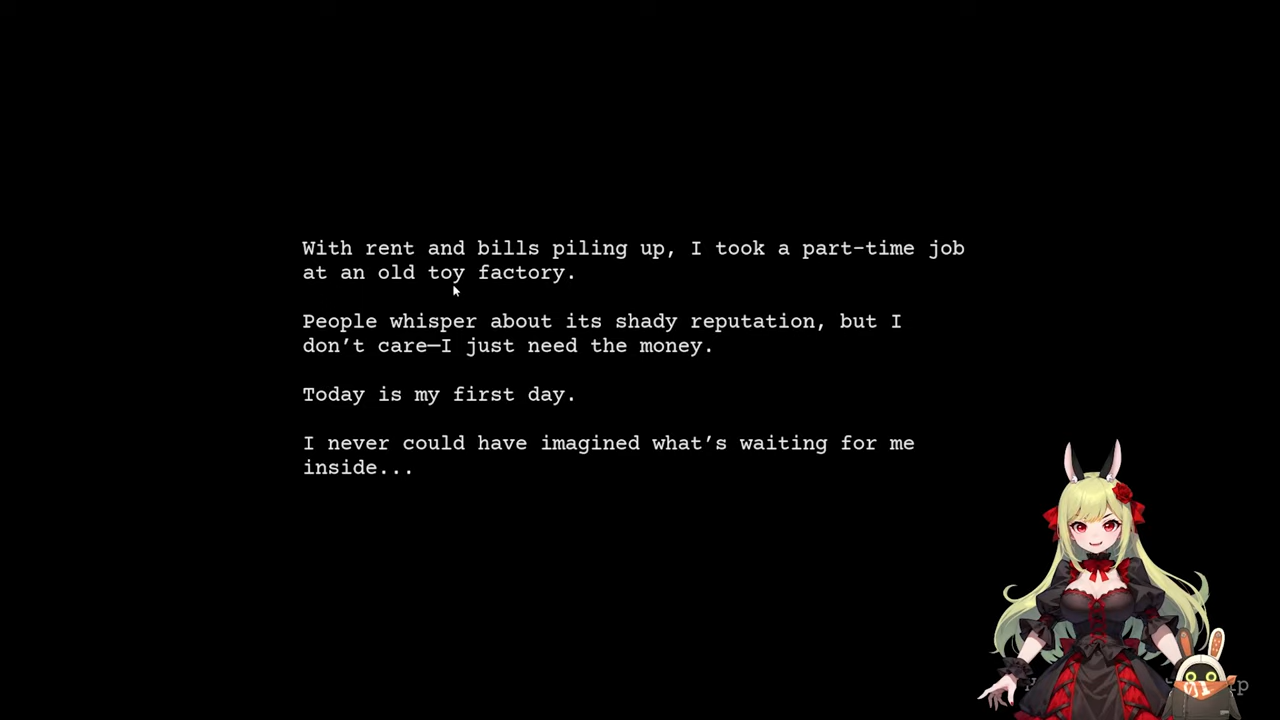 With rent and bills piling up, I took a part-time job
at an old toy factory.
People whisper about its shady reputation, but I
don’t care—I just need the money.
Today is my first day.
I never could have imagined what’s waiting for me
inside...